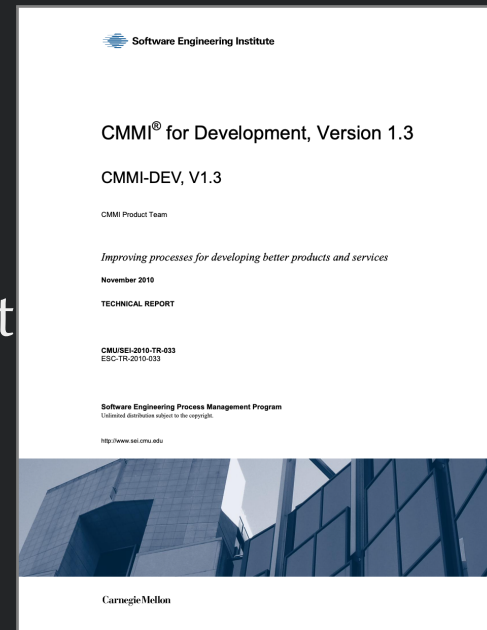 Software Engineering Institute
CMMI® for Development, Version 1.3
CMMI-DEV, V1.3
CMMI Product Team
Improving processes for developing better products and services
November 2010
TECHNICAL REPORT
t
CMU/SEI-2010-TR-033
ESC-TR-2010-033
Software Engineering Process Management Program
Unlimited distribution subject to the copyright.
http://www.sei.cmu.edu
CarnegieMellon